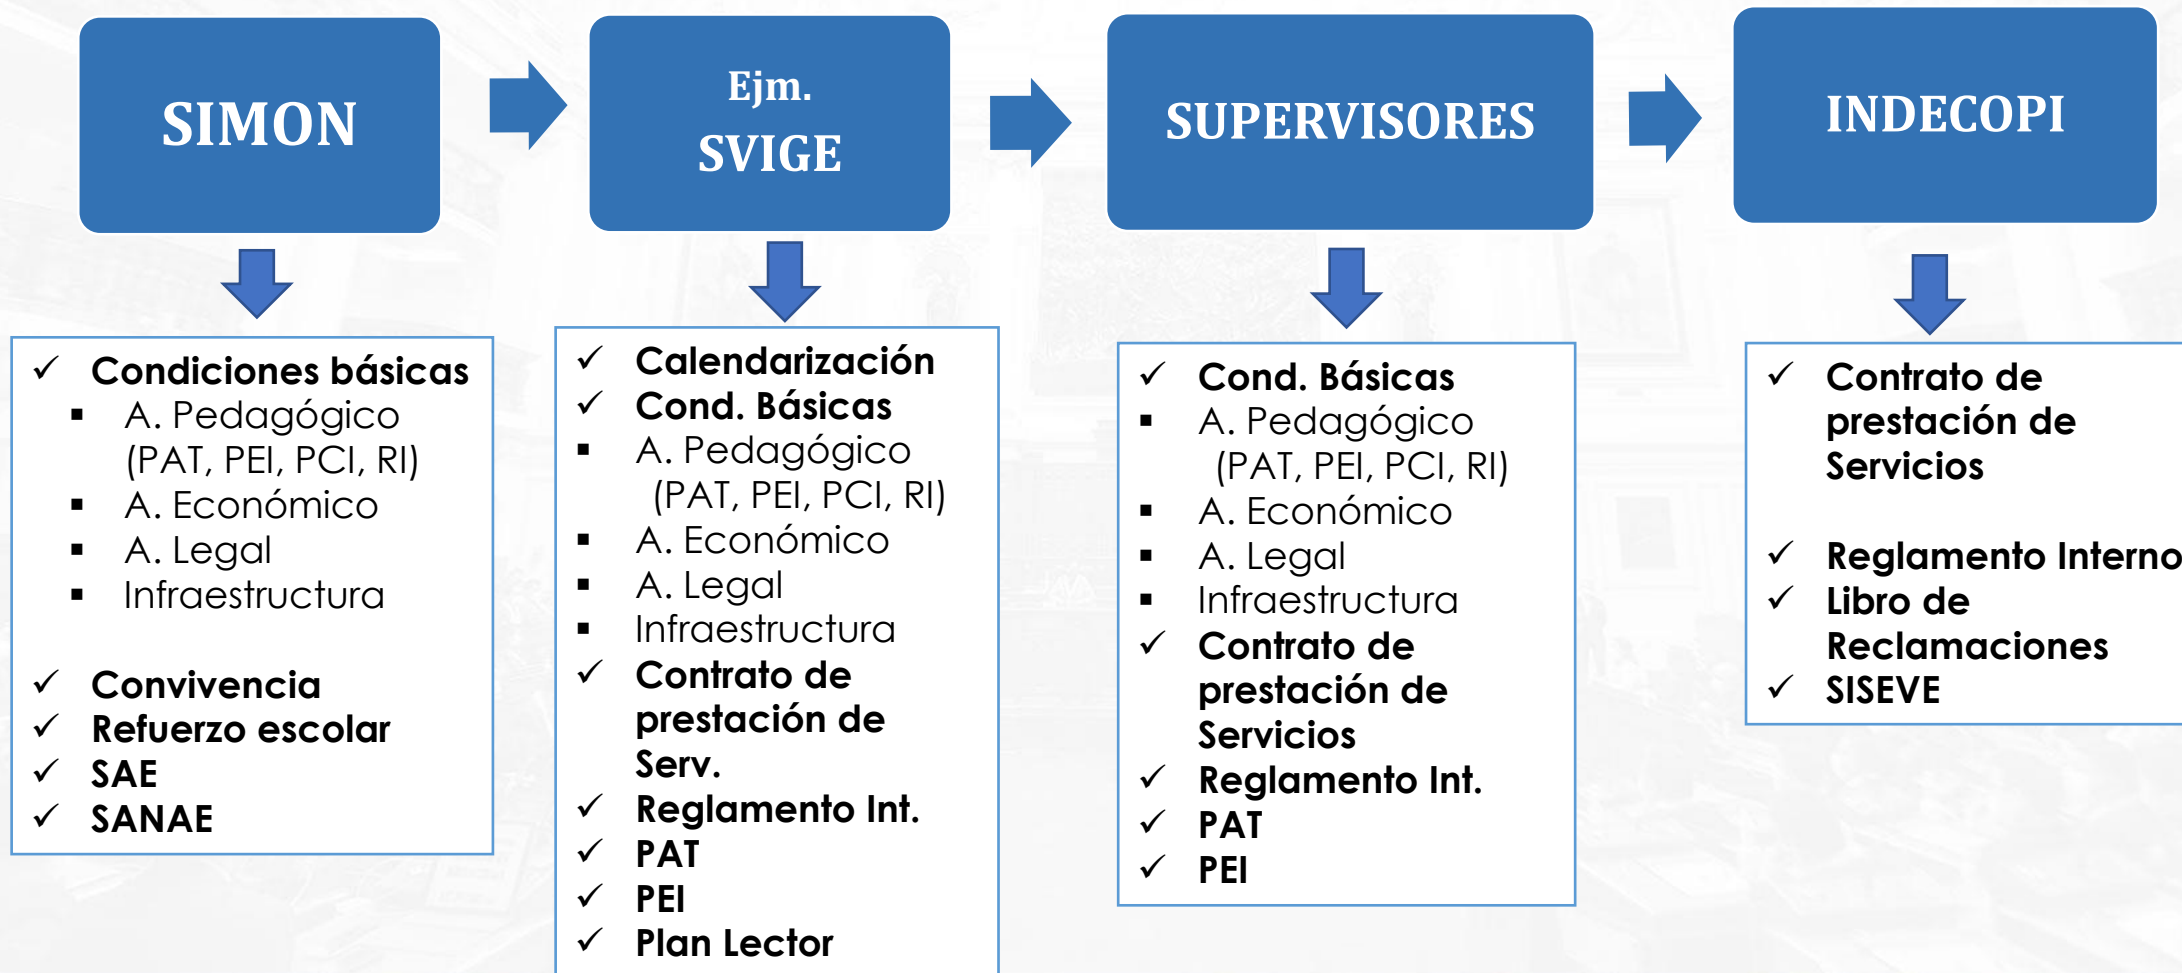 SIMON
✓ Condiciones básicas
▪ A. Pedagógico
(PAT, PEI, PCI, RI)
▪ A. Económico
▪ A. Legal
▪ Infraestructura
✓ Convivencia
✓ Refuerzo escolar
✓ SAE
✓ SANAE
Ejm.
SVIGE
✓ Calendarización
✓ Cond. Básicas
▪ A. Pedagógico
(PAT, PEI, PCI, RI)
▪ A. Económico
▪ A. Legal
▪ Infraestructura
✓ Contrato de
prestación de
Serv.
✓ Reglamento Int.
✓ PAT
✓ PEI
✓ Plan Lector
SUPERVISORES
✓ Cond. Básicas
▪ A. Pedagógico
(PAT, PEI, PCI, RI)
▪ A. Económico
▪ A. Legal
▪ Infraestructura
✓ Contrato de
prestación de
Servicios
✓ Reglamento Int.
✓ PAT
✓ PEI
INDECOPI
✓ Contrato de
prestación de
Servicios
✓ Reglamento Interno
✓ Libro de
Reclamaciones
✓ SISEVE